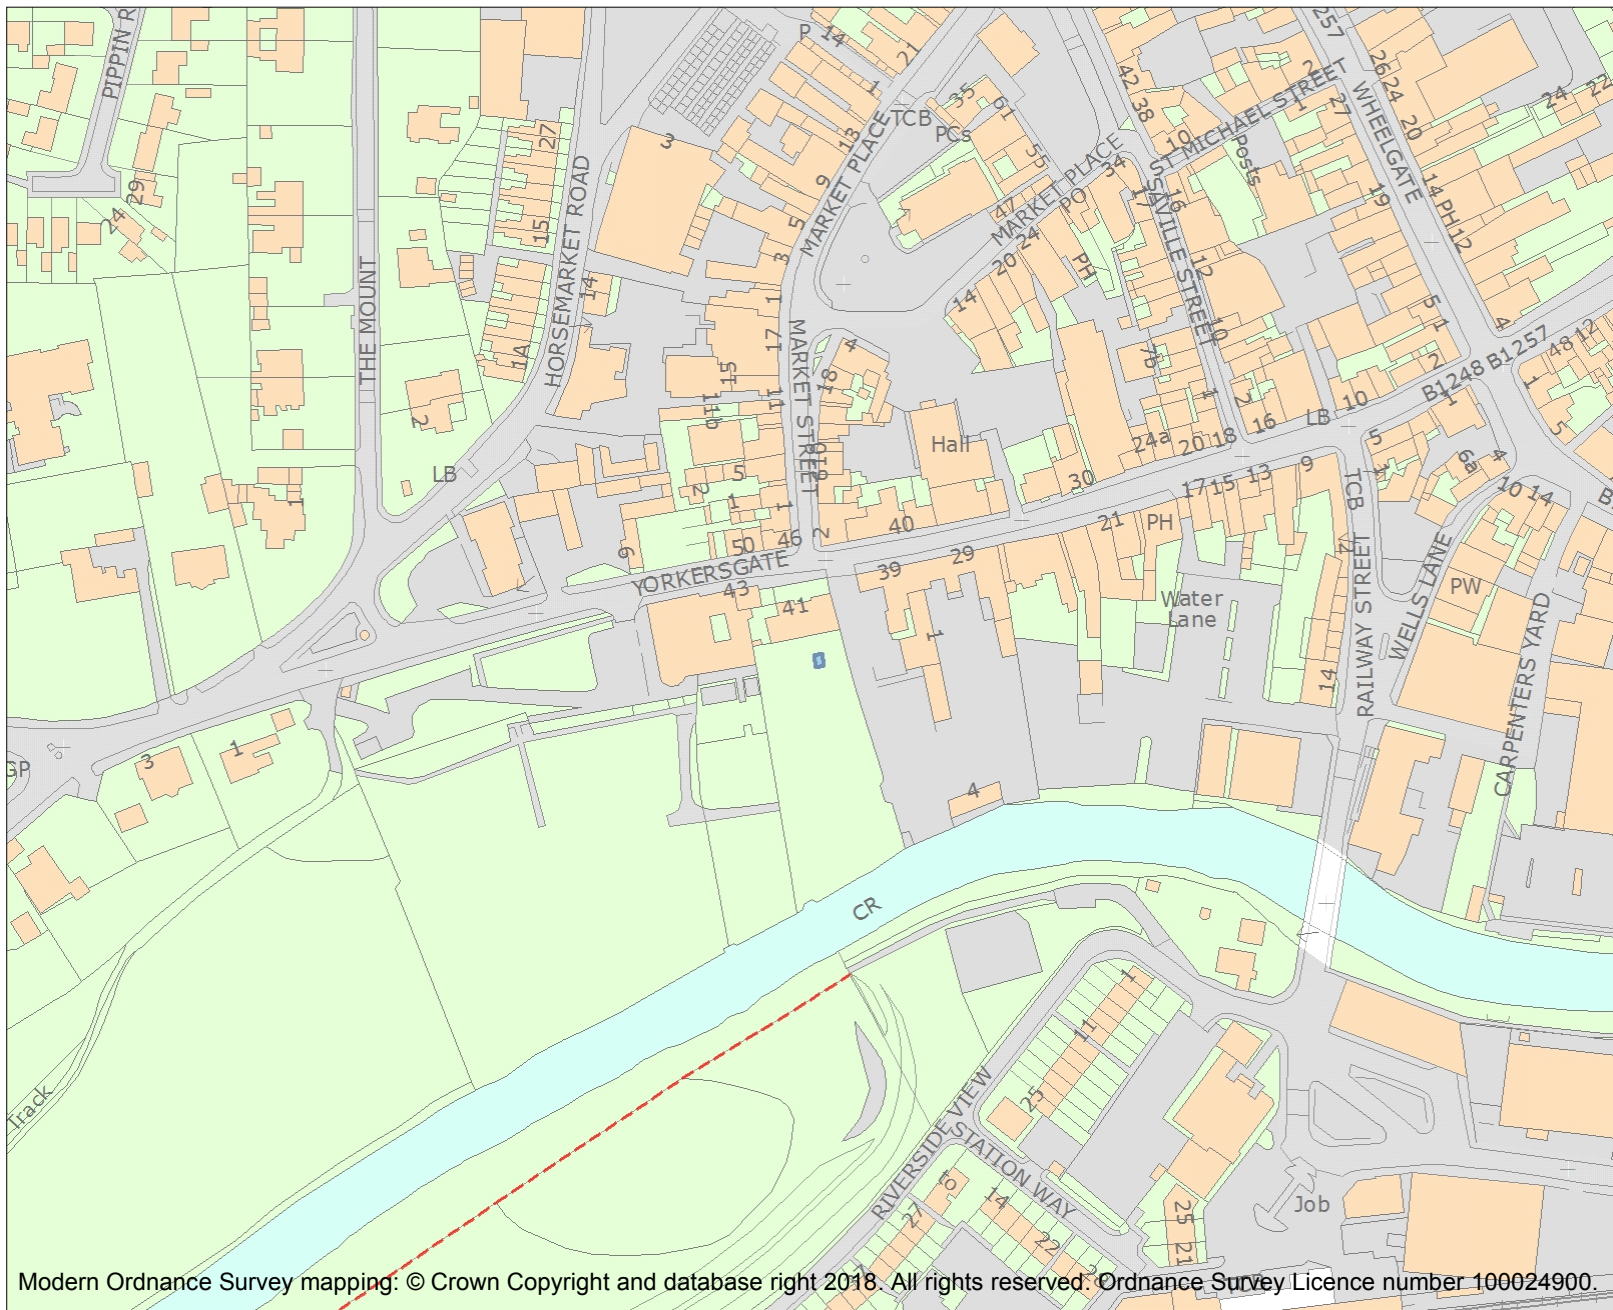 PIPPIN R
P 14
21
257
2624
2
WHEELGATE
24
22
35
61
42
38
TCB
PCs
1
13
27
3
27
20
10
ST MICHAEL STREET
1
Posts
MARKET PLACE
55
MARKET PLACE
34
PO
47
9
29
24
15
HORSEMARKET ROAD
5
3
17
16
SAVILLE STREET
19
14
PH12
24
20
PH
12
14
THE MOUNT
14
1
17
MARKET STREET
4
18
1A
15
11
11b
10
7b
1
2
5
1
4
2
B1248
B1257
48
12
1
10
1
LB
16
5
2
LB
1
Hall
24a
20
18
30
5
1
6a
4
5
2
1
1
17
15
13
9
TCB
10
14
40
46
50
2
6
21
PH
29
39
YORKERSGATE
43
41
1
Water
Lane
2
RAILWAY STREET
WELLS LANE
PW
CARPENTERS YARD
14
GP
3
1
4
CR
1
11
25
Track
RIVERSIDE VIEW
STATION WAY
to
27
14
22
25
21
Job
Modern Ordnance Survey mapping: © Crown Copyright and database right 2018. All rights reserved. Ordnance Survey Licence number 100024900.